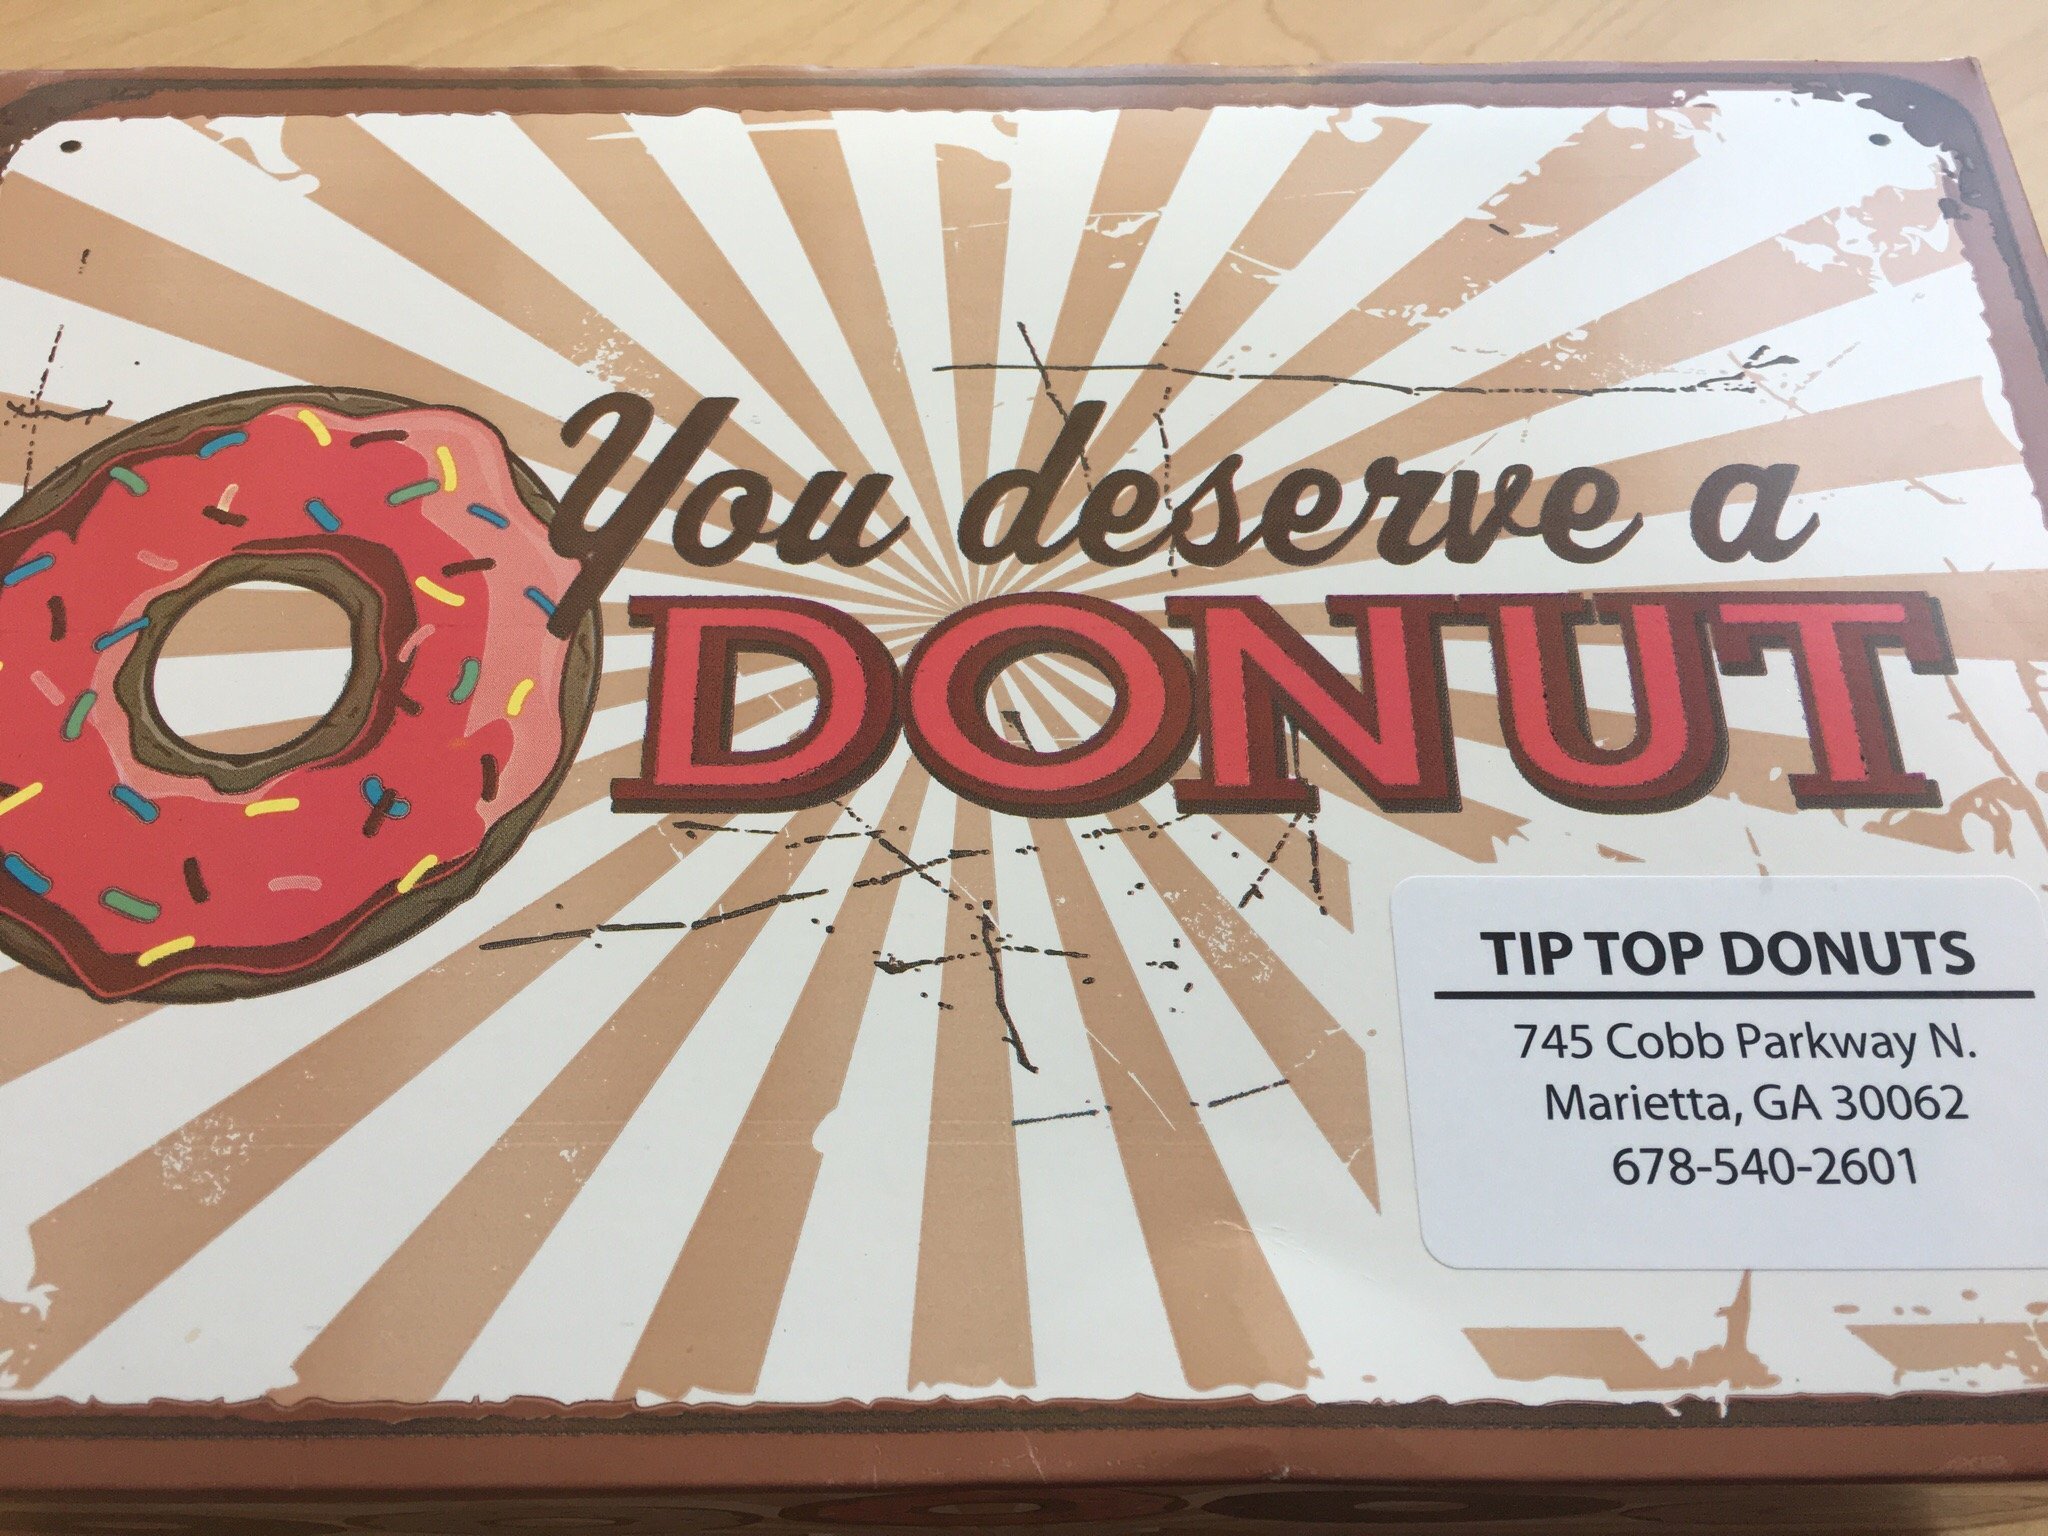 You deserve a
DONUT
TIP TOP DONUTS
745 Cobb Parkway N.
Marietta, GA 30062
678-540-2601